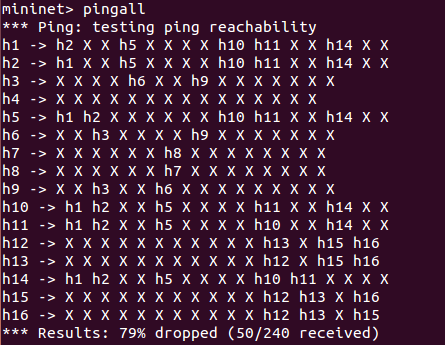 mininet> pingall
*** Ping: testing ping reachability
h1 -> h2 X X h5 X X X X h10 h11 X X h14 X X
h2 -> h1 X X h5 X X X X h10 h11 X X h14 X X
h3 -> X X X X h6 X X h9 X X X X X X X
h4 -> X X X X X X X X X X X X X X X
h5 -> h1 h2 X X X X X X h10 h11 X X h14 X X
h6 -> X X h3 X X X X h9 X X X X X X X
h7 -> X X X X X X h8 X X X X X X X X
h8 -> X X X X X X h7 X X X X X X X X
h9 -> X X h3 X X h6 X X X X X X X X X
h10 -> h1 h2 X X h5 X X X X h11 X X h14 X X
h11 -> h1 h2 X X h5 X X X X h10 X X h14 X X
h12 -> X X X X X X X X X X X h13 X h15 h16
h13 -> X X X X X X X X X X X h12 X h15 h16
h14 -> h1 h2 X X h5 X X X X h10 h11 X X X X
h15 -> X X X X X X X X X X X h12 h13 X h16
h16 -> X X X X X X X X X X X h12 h13 X h15
*** Results: 79% dropped (50/240 received)